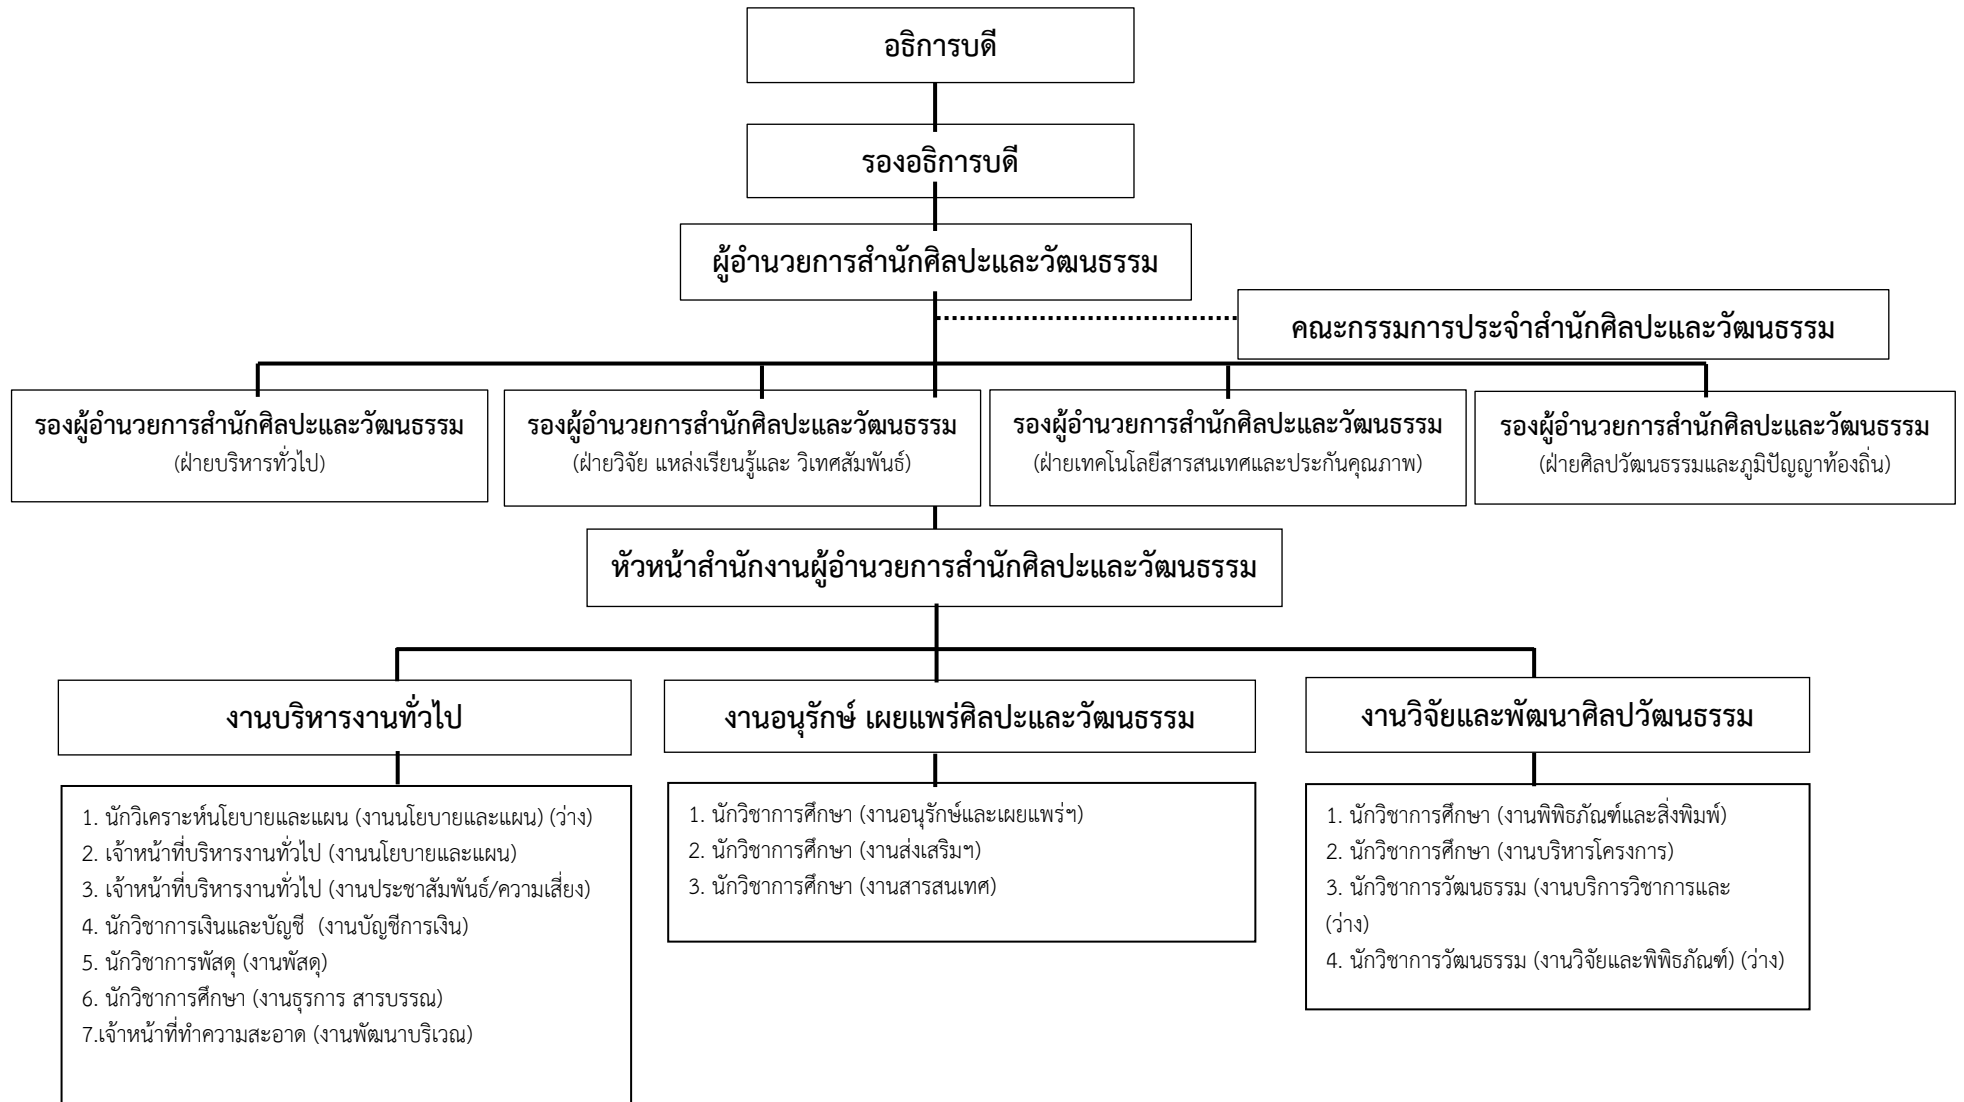 อธิการบดี
รองอธิการบดี
ผู้อำนวยการสำนักศิลปะและวัฒนธรรม
คณะกรรมการประจำสำนักศิลปะและวัฒนธรรม
รองผู้อำนวยการสำนักศิลปะและวัฒนธรรม
(ฝ่ายบริหารทั่วไป)
รองผู้อำนวยการสำนักศิลปะและวัฒนธรรม
(ฝ่ายวิจัย แหล่งเรียนรู้และ วิเทศสัมพันธ์)
รองผู้อำนวยการสำนักศิลปะและวัฒนธรรม
(ฝ่ายเทคโนโลยีสารสนเทศและประกันคุณภาพ)
รองผู้อำนวยการสำนักศิลปะและวัฒนธรรม
(ฝ่ายศิลปวัฒนธรรมและภูมิปัญญาท้องถิ่น)
หัวหน้าสำนักงานผู้อำนวยการสำนักศิลปะและวัฒนธรรม
งานบริหารงานทั่วไป
1. นักวิเคราะห์นโยบายและแผน (งานนโยบายและแผน) (ว่าง)
2. เจ้าหน้าที่บริหารงานทั่วไป (งานนโยบายและแผน)
3. เจ้าหน้าที่บริหารงานทั่วไป (งานประชาสัมพันธ์/ความเสี่ยง)
4. นักวิชาการเงินและบัญชี (งานบัญชีการเงิน)
5. นักวิชาการพัสดุ (งานพัสดุ)
6. นักวิชาการศึกษา (งานธุรการ สารบรรณ)
7.เจ้าหน้าที่ทำความสะอาด (งานพัฒนาบริเวณ)
งานอนุรักษ์ เผยแพร่ศิลปะและวัฒนธรรม
1. นักวิชาการศึกษา (งานอนุรักษ์และเผยแพร่ฯ)
2. นักวิชาการศึกษา (งานส่งเสริมฯ)
3. นักวิชาการศึกษา (งานสารสนเทศ)
งานวิจัยและพัฒนาศิลปวัฒนธรรม
1. นักวิชาการศึกษา (งานพิพิธภัณฑ์และสิ่งพิมพ์)
2. นักวิชาการศึกษา (งานบริหารโครงการ)
3. นักวิชาการวัฒนธรรม (งานบริการวิชาการและ
(ว่าง)
4. นักวิชาการวัฒนธรรม (งานวิจัยและพิพิธภัณฑ์) (ว่าง)